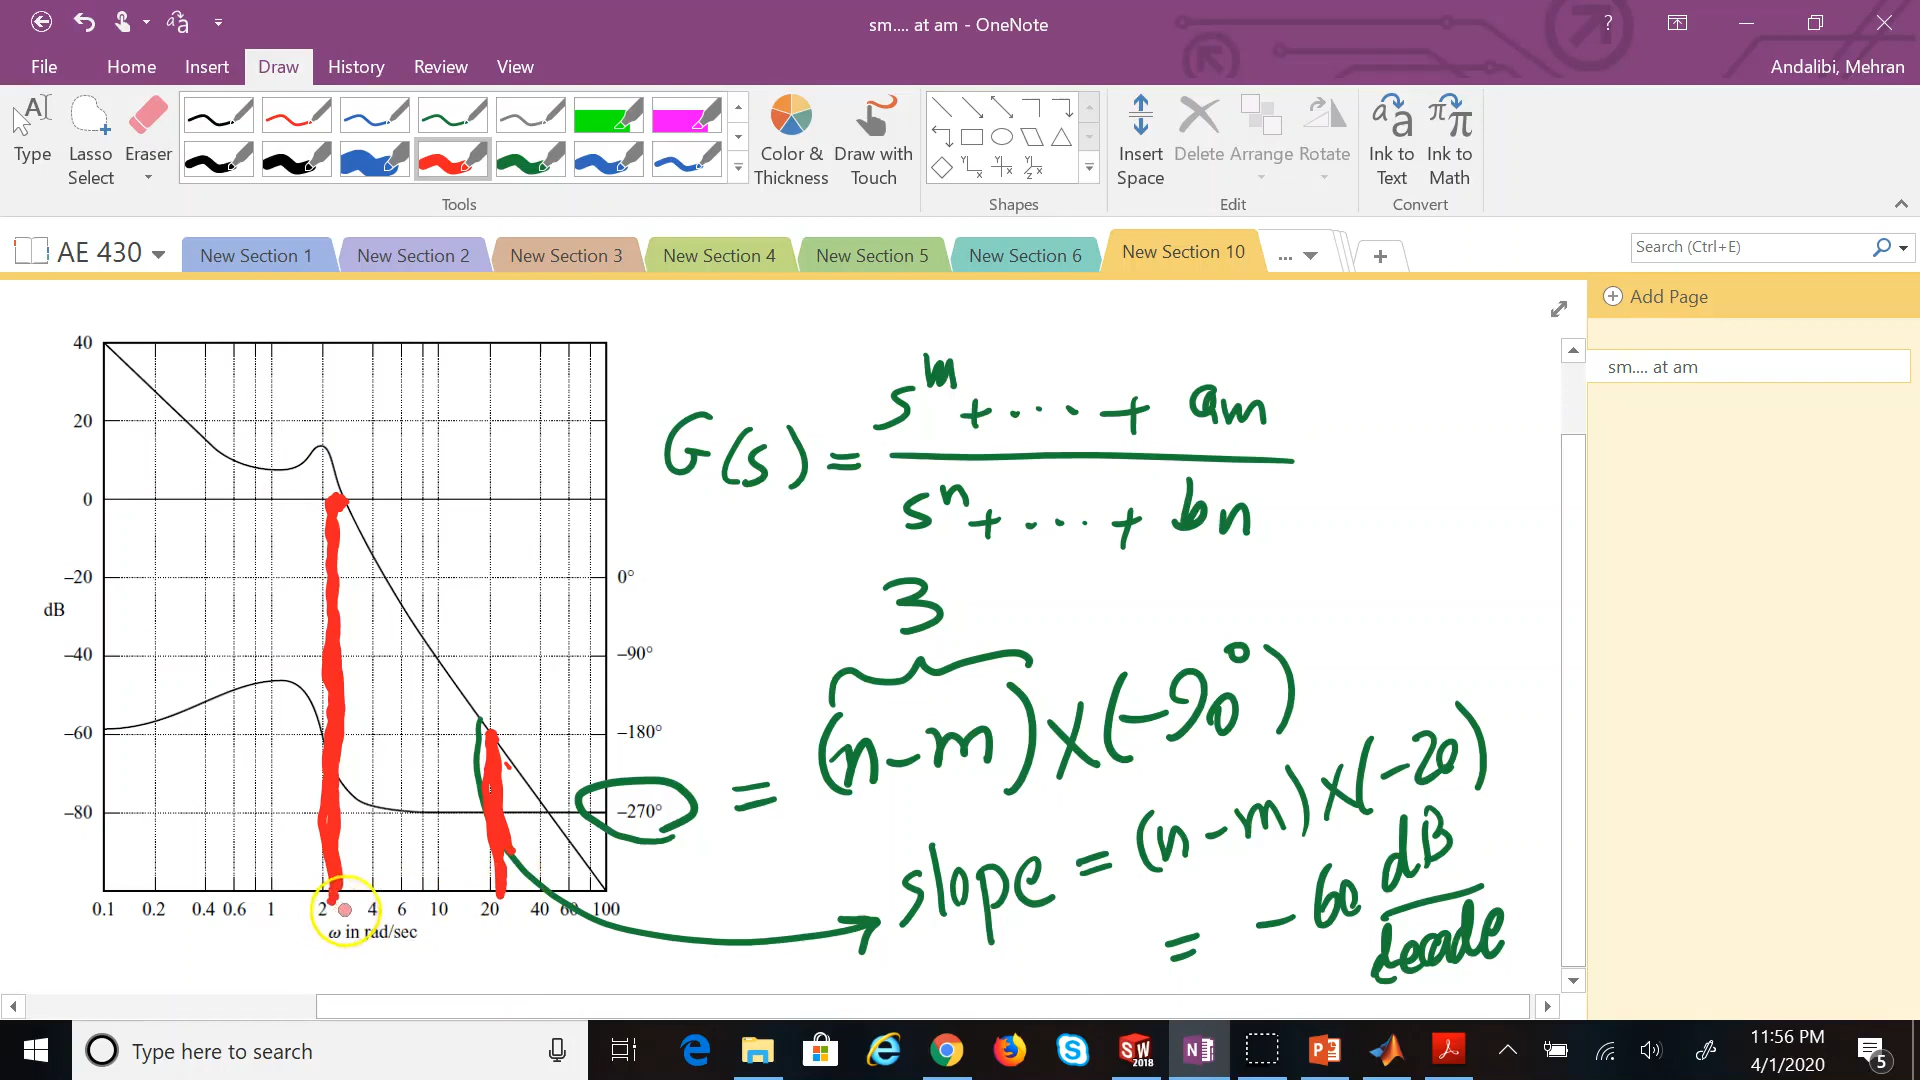 sm.... at am - OneNote
?
File Home Insert Draw History Review View
Andalibi, Mehran
Type
Lasso Select
Eraser
Color & Thickness
Draw with Touch
Insert Space
Delete
Arrange
Rotate
Ink to Text
Ink to Math
Tools
Shapes
Edit
Convert
AE 430
New Section 1
New Section 2
New Section 3
New Section 4
New Section 5
New Section 6
New Section 10
...
+
Search (Ctrl+E)
Add Page
sm.... at am
40
20
0
−20
dB
−40
−60
−80
0°
−90°
−180°
−270°
0.1 0.2 0.4 0.6 1 2 4 6 10 20 40 60 100
ω in rad/sec
G(s) = 
s^m + ... + am
s^n + ... + bn
3
= (n-m) × (-90°)
slope = (n-m) × (-20)
= -60 dB
decade
Type here to search
SW
2018
N
11:56 PM
4/1/2020
5